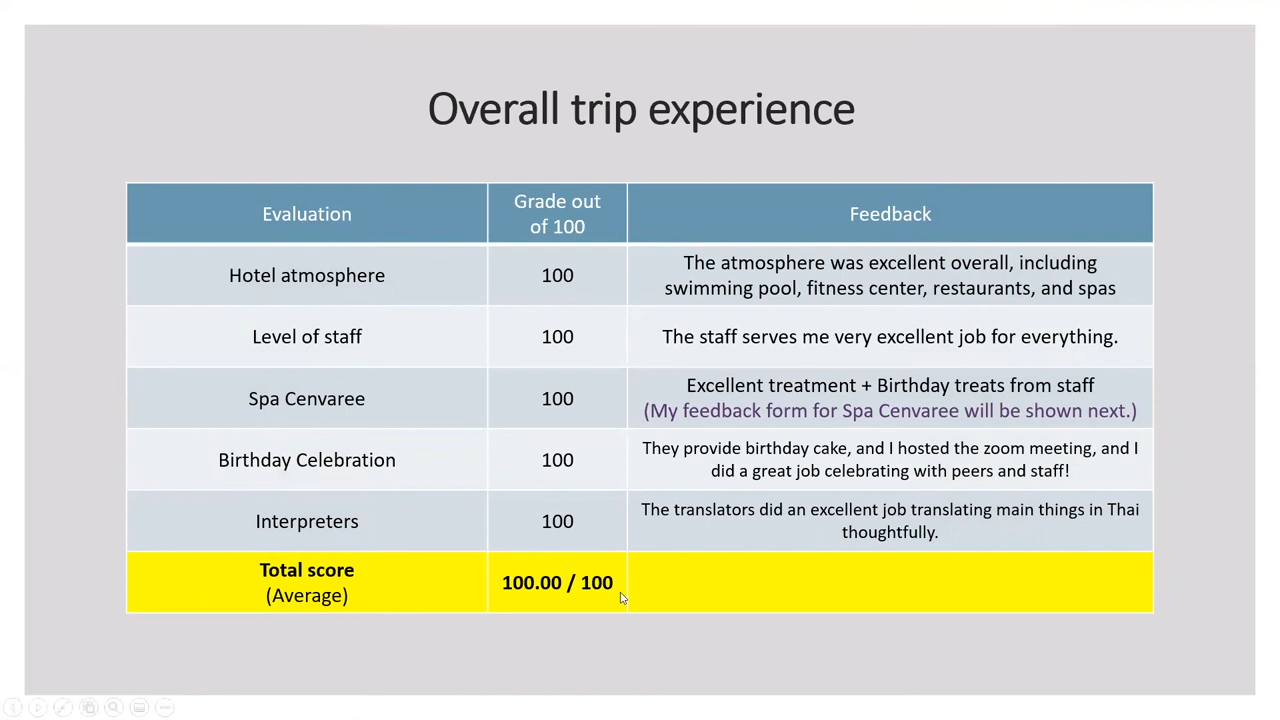 Overall trip experience
Evaluation
Grade out
of 100
Feedback
Hotel atmosphere
100
The atmosphere was excellent overall, including
swimming pool, fitness center, restaurants, and spas
Level of staff
100
The staff serves me very excellent job for everything.
Spa Cenvaree
100
Excellent treatment + Birthday treats from staff
(My feedback form for Spa Cenvaree will be shown next.)
Birthday Celebration
100
They provide birthday cake, and I hosted the zoom meeting, and I
did a great job celebrating with peers and staff!
Interpreters
100
The translators did an excellent job translating main things in Thai
thoughtfully.
Total score
(Average)
100.00 / 100